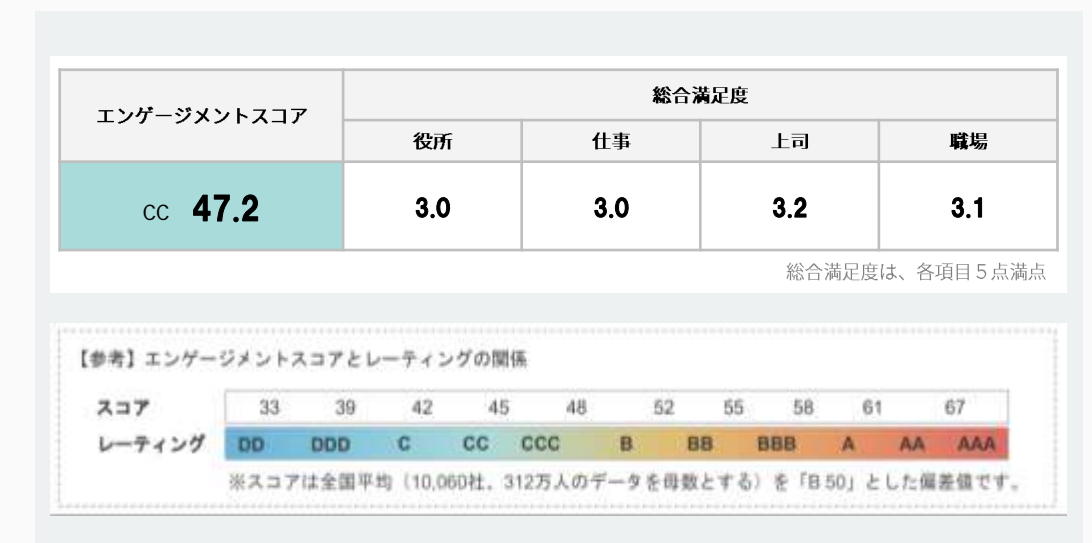 エンゲージメントスコア
総合満足度
役所 仕事 上司 職場
CC 47.2 3.0 3.0 3.2 3.1
総合満足度は、各項目5点満点
【参考】エンゲージメントスコアとレーティングの関係
スコア 33 39 42 45 48 52 55 58 61 67
レーティング DD DDD C CC CCC B BB BBB A AA AAA
※スコアは全国平均（10,060社、312万人のデータを母数とする）を「B 50」とした偏差値です。